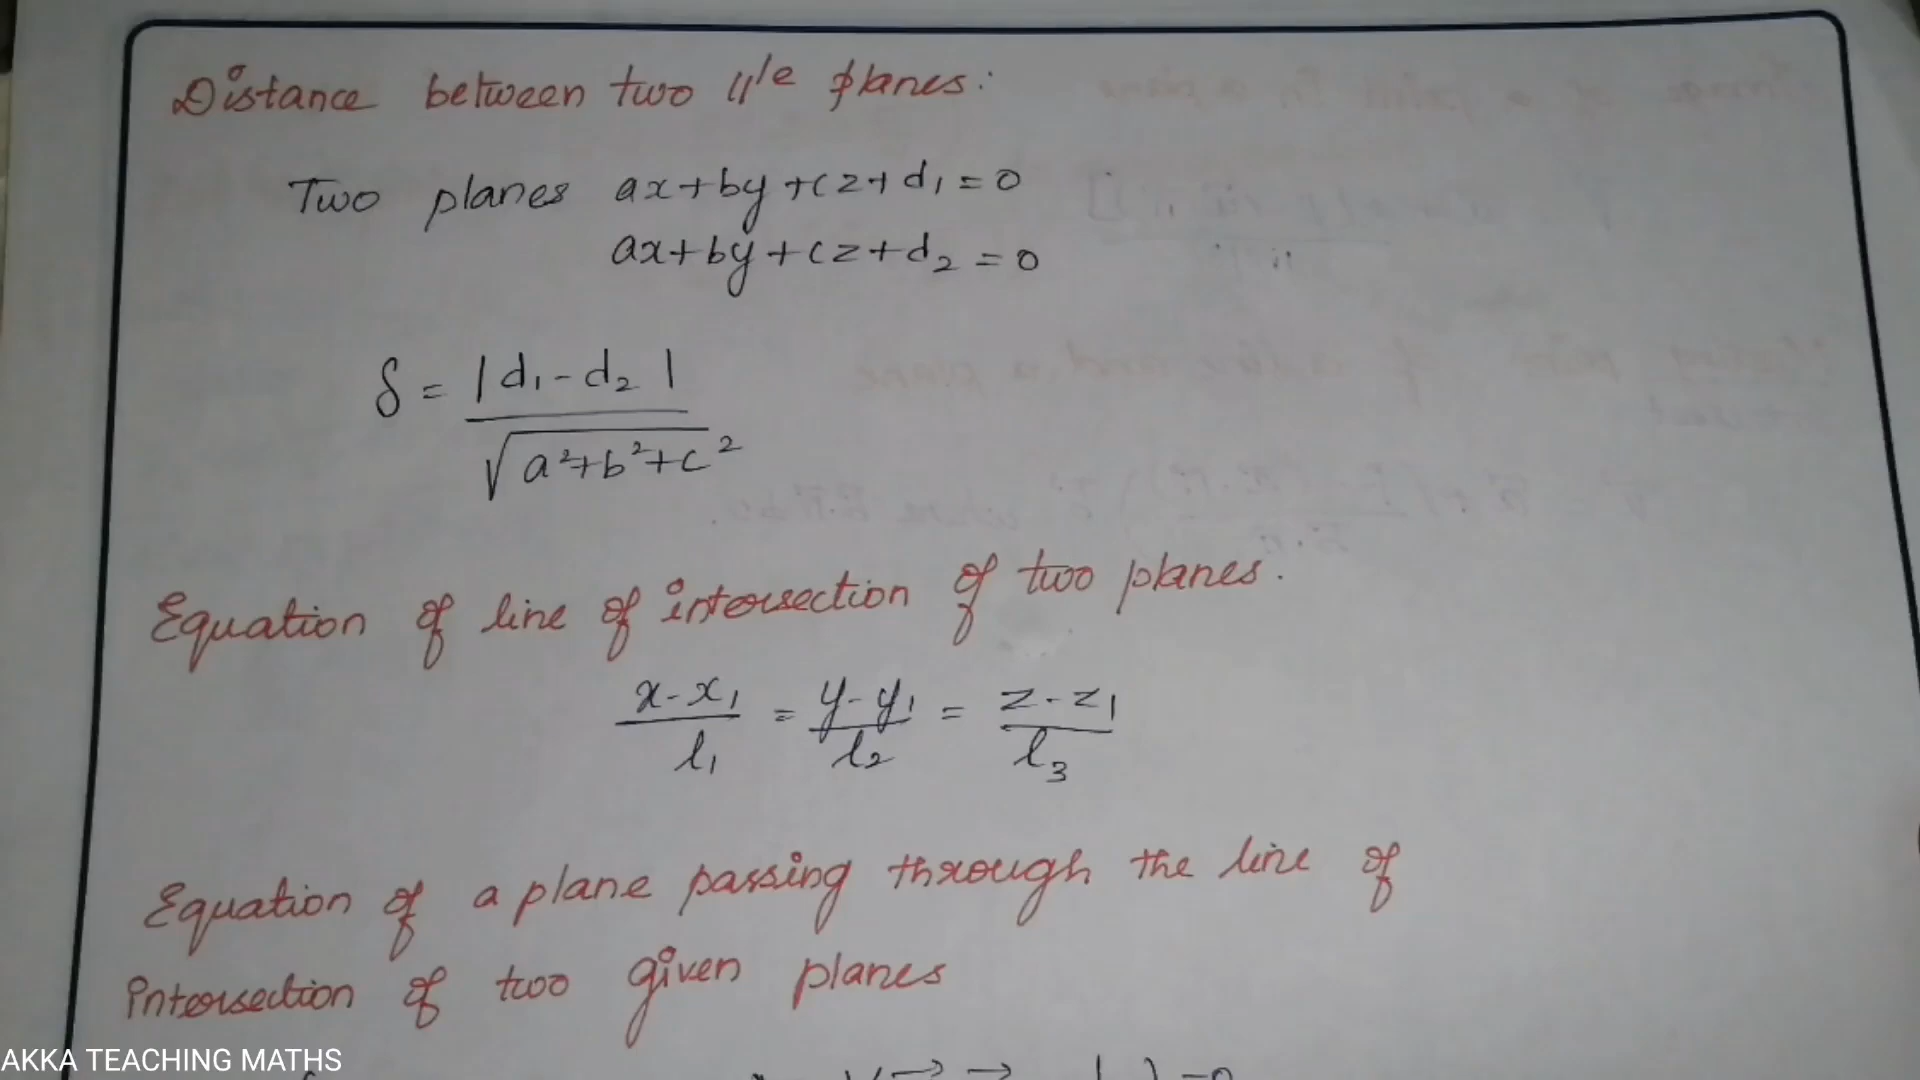 Distance between two ll/e planes:
Two planes ax+by+cz+d₁=0
ax+by+cz+d₂=0
δ = |d₁-d₂|
√a²+b²+c²
Equation of line of intersection of two planes.
x-x₁ = y-y₁ = z-z₁
l₁ l₂ l₃
Equation of a plane passing through the line of
intersection of two given planes
AKKA TEACHING MATHS